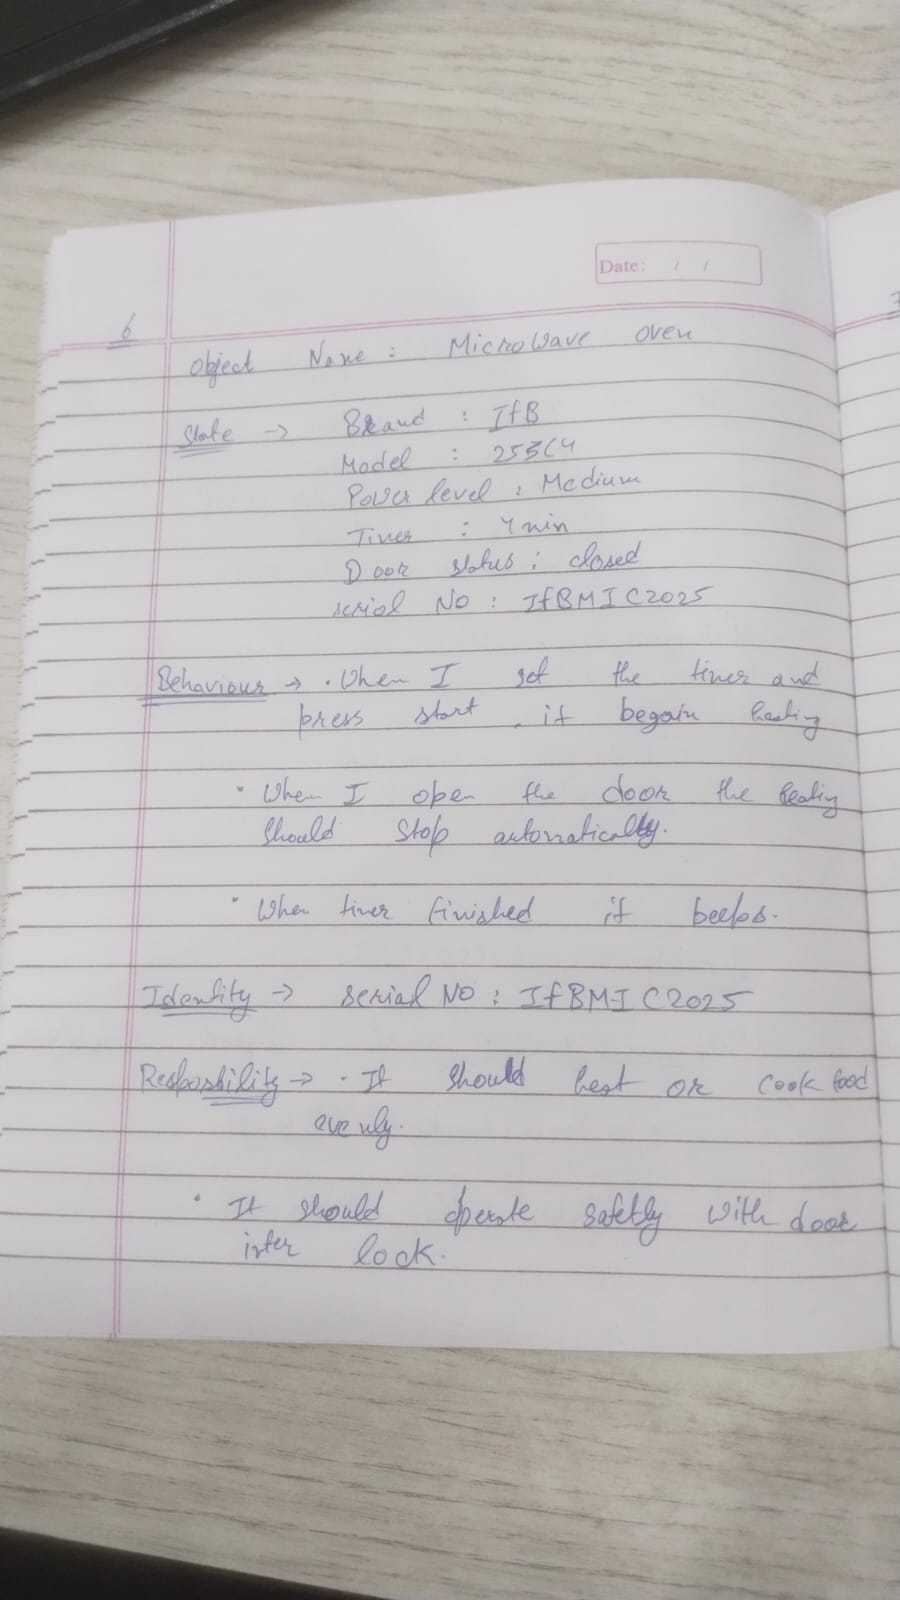 Date: / /
6
Object Name : Microwave oven
State -> Brand : IfB
Model : 25BC4
Power level : Medium
Timer : 4 min
Door status : closed
serial No : IfBMIC2025
Behaviour -> . When I set the timer and
press start . it begain heating
• When I open the door the heating
should stop automatically.
• When timer finished it beeps.
Identity -> serial NO : IfBMIC2025
Resposbility -> . It should heat or cook food
evenly.
• It should operate safetly with door
inter lock.